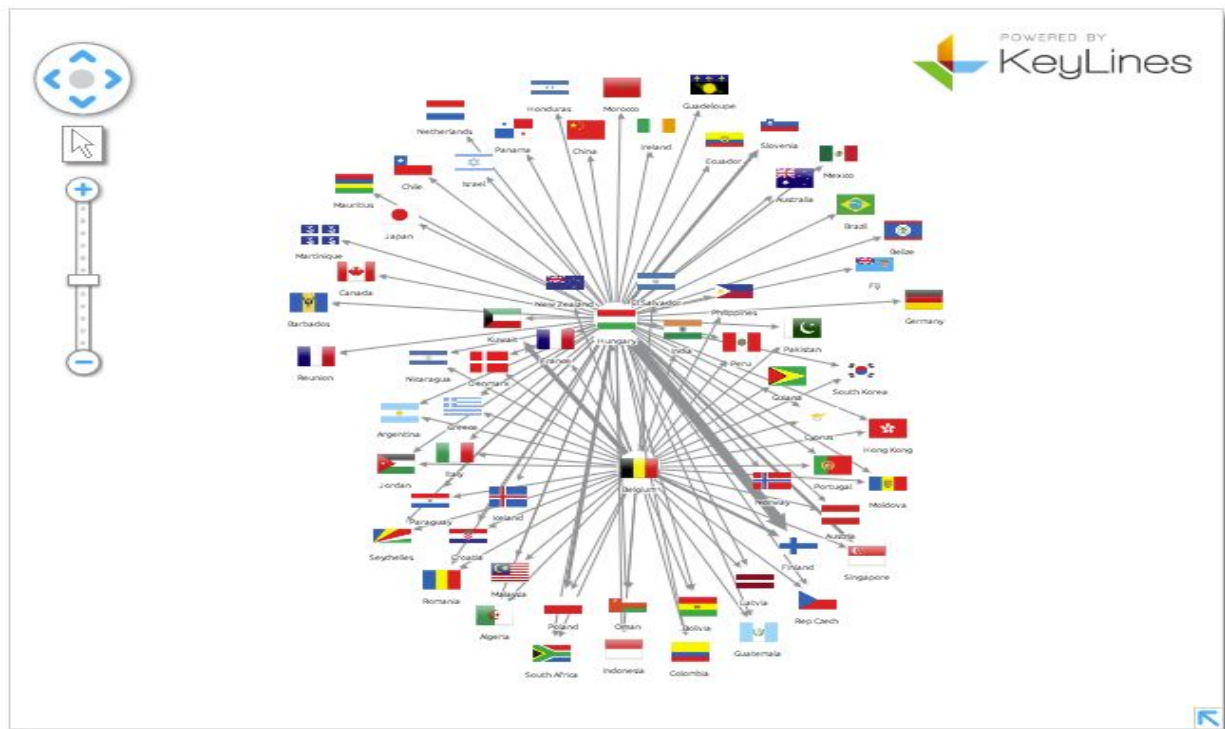 POWERED BY
KeyLines
Honduras
Morocco
Guadeloupe
Netherlands
Panama
China
Ireland
Ecuador
Slovenia
Mexico
Chile
Israel
Australia
Mauritius
Japan
Brazil
Belize
Martinique
Canada
Fiji
New Zealand
El Salvador
Philippines
Germany
Barbados
Kuwait
Hungary
India
Pakistan
Reunion
Nicaragua
Denmark
France
Peru
South Korea
Guiana
Argentina
Greece
Cyprus
Hong Kong
Jordan
Italy
Belgium
Portugal
Norway
Moldova
Paraguay
Iceland
Austria
Seychelles
Croatia
Finland
Singapore
Romania
Malaysia
Latvia
Rep.Czech
Algeria
Poland
Oman
Bolivia
Guatemala
South Africa
Indonesia
Colombia